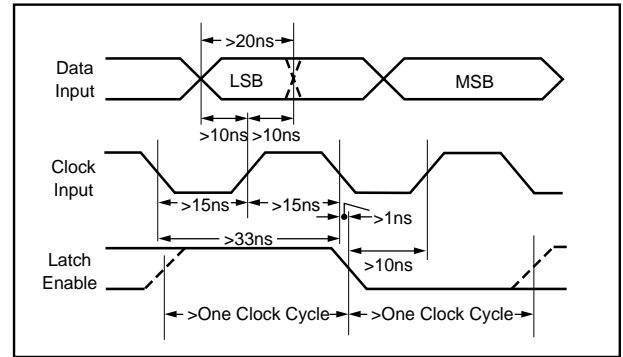 >20ns
Data
Input
LSB
MSB
>10ns >10ns
Clock
Input
>15ns >15ns
>1ns
>33ns
>10ns
Latch
Enable
>One Clock Cycle >One Clock Cycle